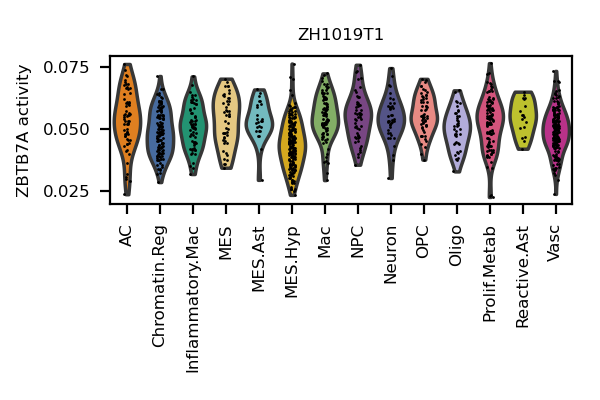 ZH1019T1
ZBTB7A activity
0.075
0.050
0.025
AC
Chromatin.Reg
Inflammatory.Mac
MES
MES.Ast
MES.Hyp
Mac
NPC
Neuron
OPC
Oligo
Prolif.Metab
Reactive.Ast
Vasc